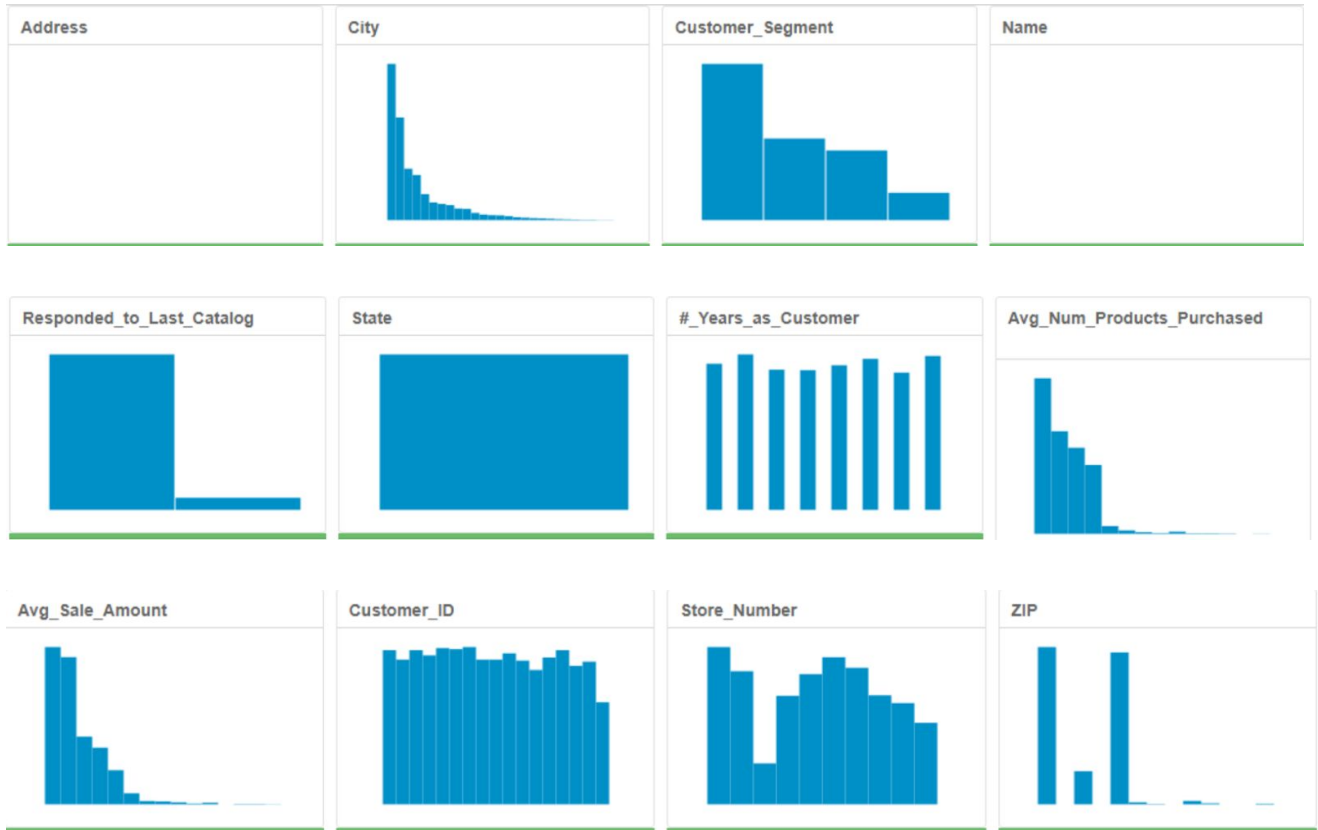 Address
City
Customer_Segment
Name
Responded_to_Last_Catalog
State
#_Years_as_Customer
Avg_Num_Products_Purchased
Avg_Sale_Amount
Customer_ID
Store_Number
ZIP